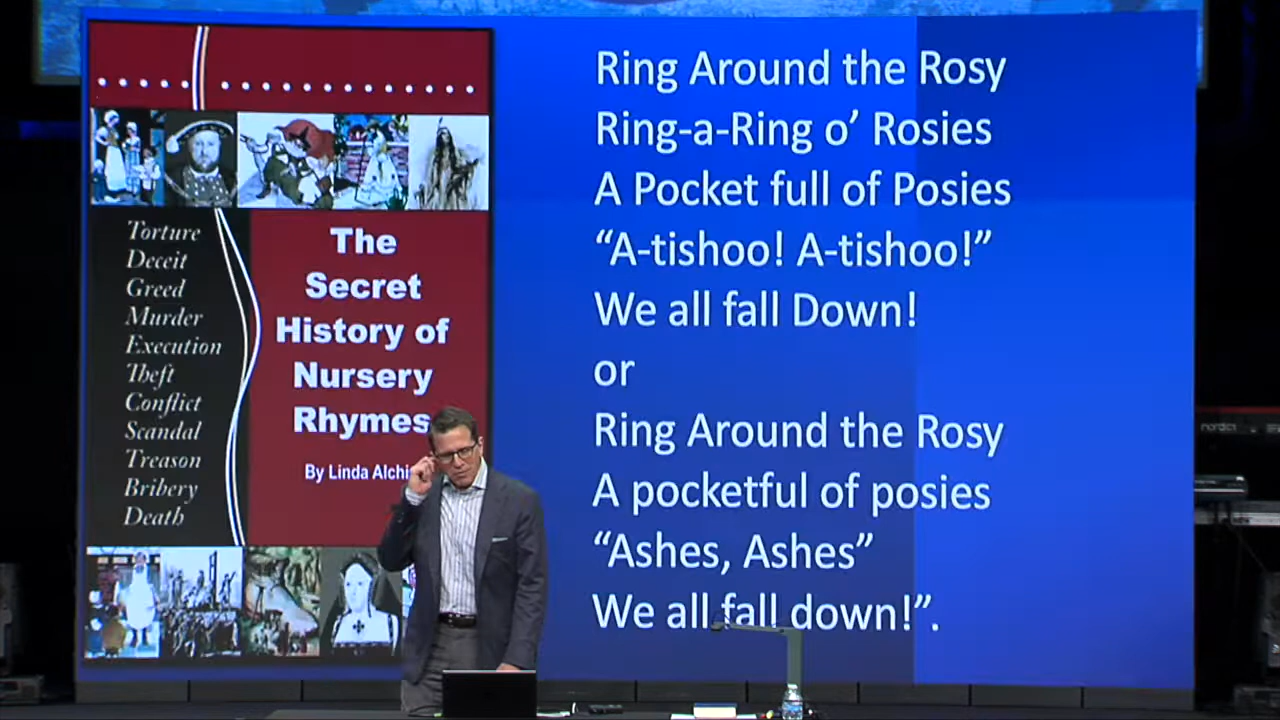 Torture
Deceit
Greed
Murder
Execution
Theft
Conflict
Scandal
Treason
Bribery
Death
The
Secret
History of
Nursery
Rhymes
By Linda
Ring Around the Rosy
Ring-a-Ring o’ Rosies
A Pocket full of Posies
“A-tishoo! A-tishoo!”
We all fall Down!
or
Ring Around the Rosy
A pocketful of posies
“Ashes, Ashes”
We all fall down!”.
nord